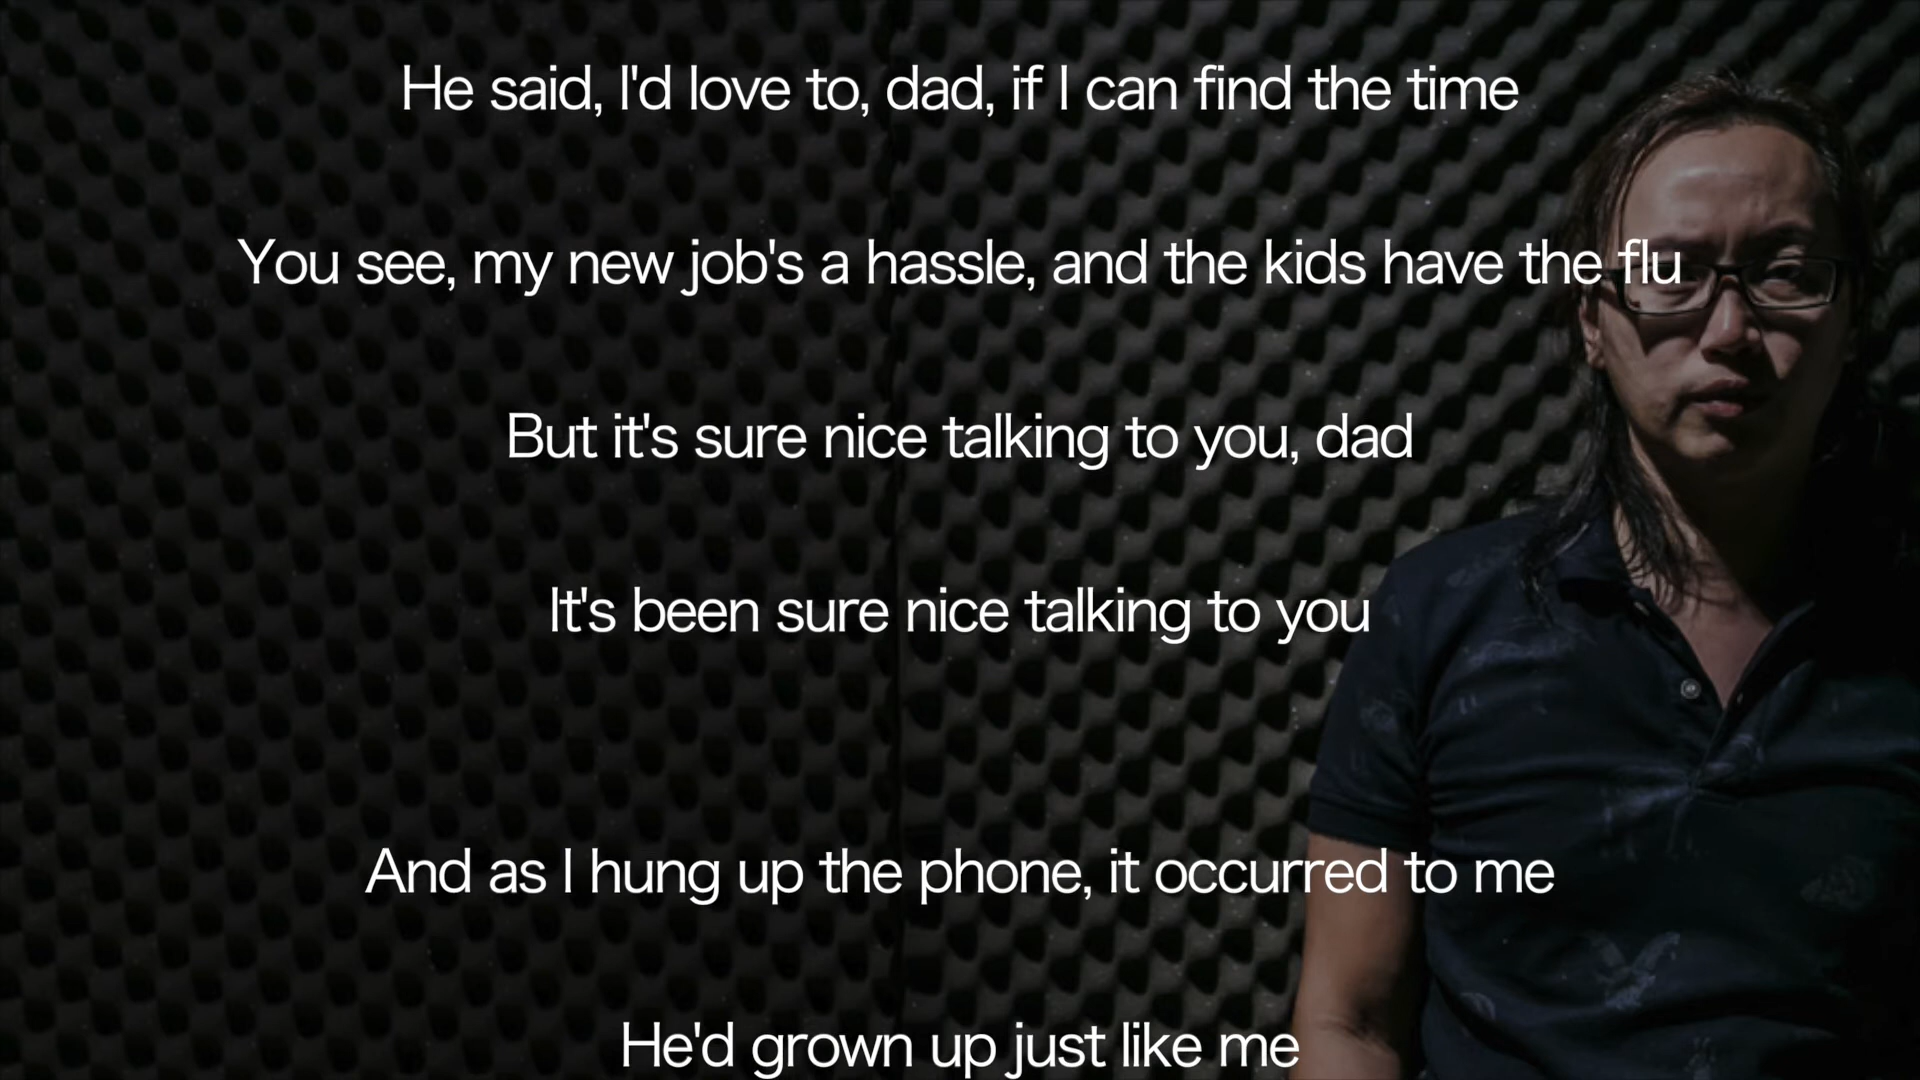 He said, I'd love to, dad, if I can find the time
You see, my new job's a hassle, and the kids have the flu
But it's sure nice talking to you, dad
It's been sure nice talking to you
And as I hung up the phone, it occurred to me
He'd grown up just like me